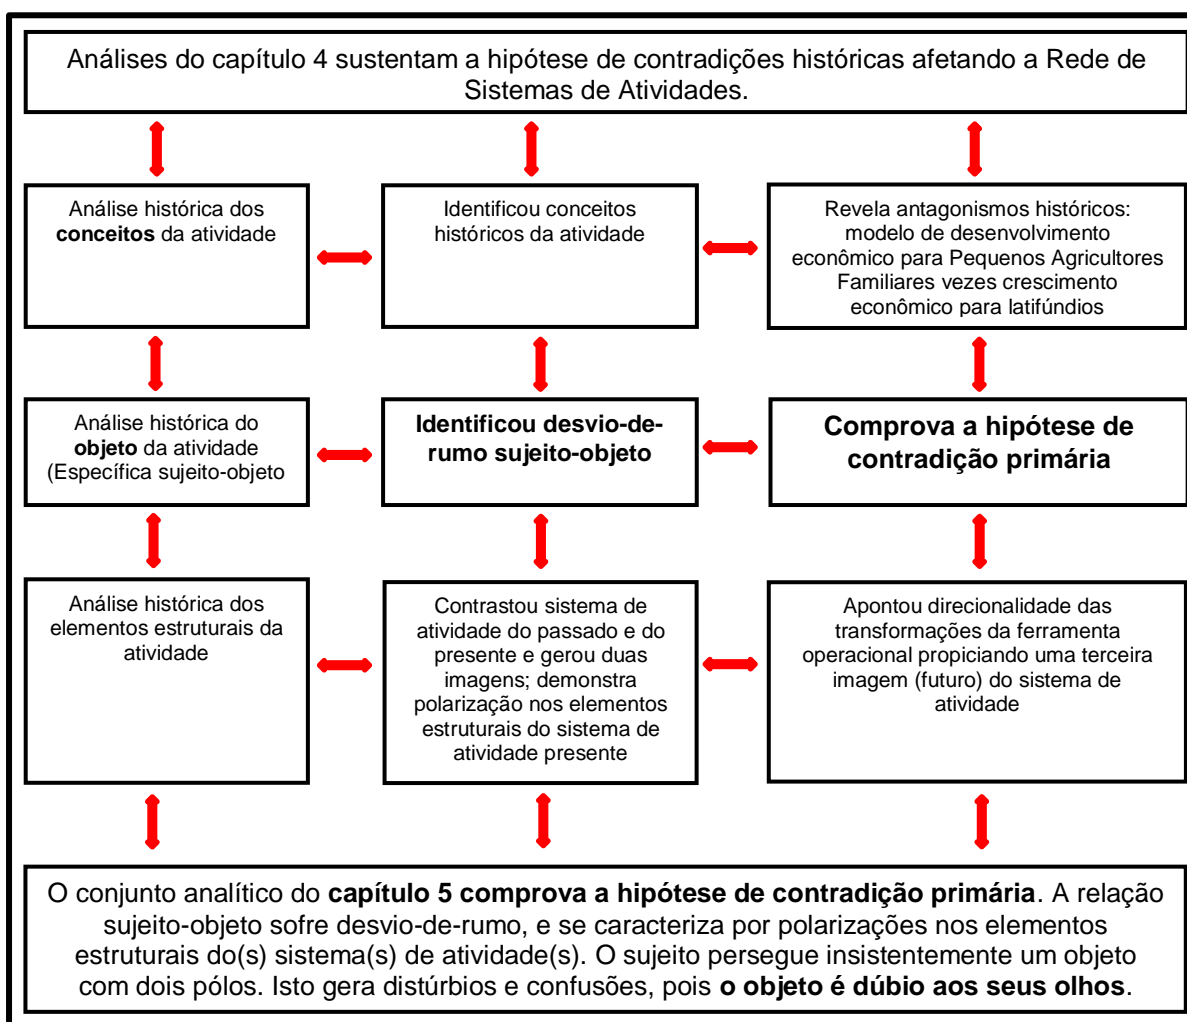 Análises do capítulo 4 sustentam a hipótese de contradições históricas afetando a Rede de
Sistemas de Atividades.
Análise histórica dos
conceitos da atividade
Identificou conceitos
históricos da atividade
Revela antagonismos históricos:
modelo de desenvolvimento
econômico para Pequenos Agricultores
Familiares vezes crescimento
econômico para latifúndios
Análise histórica do
objeto da atividade
(Específica sujeito-objeto
Identificou desvio-de-
rumo sujeito-objeto
Comprova a hipótese de
contradição primária
Análise histórica dos
elementos estruturais da
atividade
Contrastou sistema de
atividade do passado e do
presente e gerou duas
imagens; demonstra
polarização nos elementos
estruturais do sistema de
atividade presente
Apontou direcionalidade das
transformações da ferramenta
operacional propiciando uma terceira
imagem (futuro) do sistema de
atividade
O conjunto analítico do capítulo 5 comprova a hipótese de contradição primária. A relação
sujeito-objeto sofre desvio-de-rumo, e se caracteriza por polarizações nos elementos
estruturais do(s) sistema(s) de atividade(s). O sujeito persegue insistentemente um objeto
com dois pólos. Isto gera distúrbios e confusões, pois o objeto é dúbio aos seus olhos.